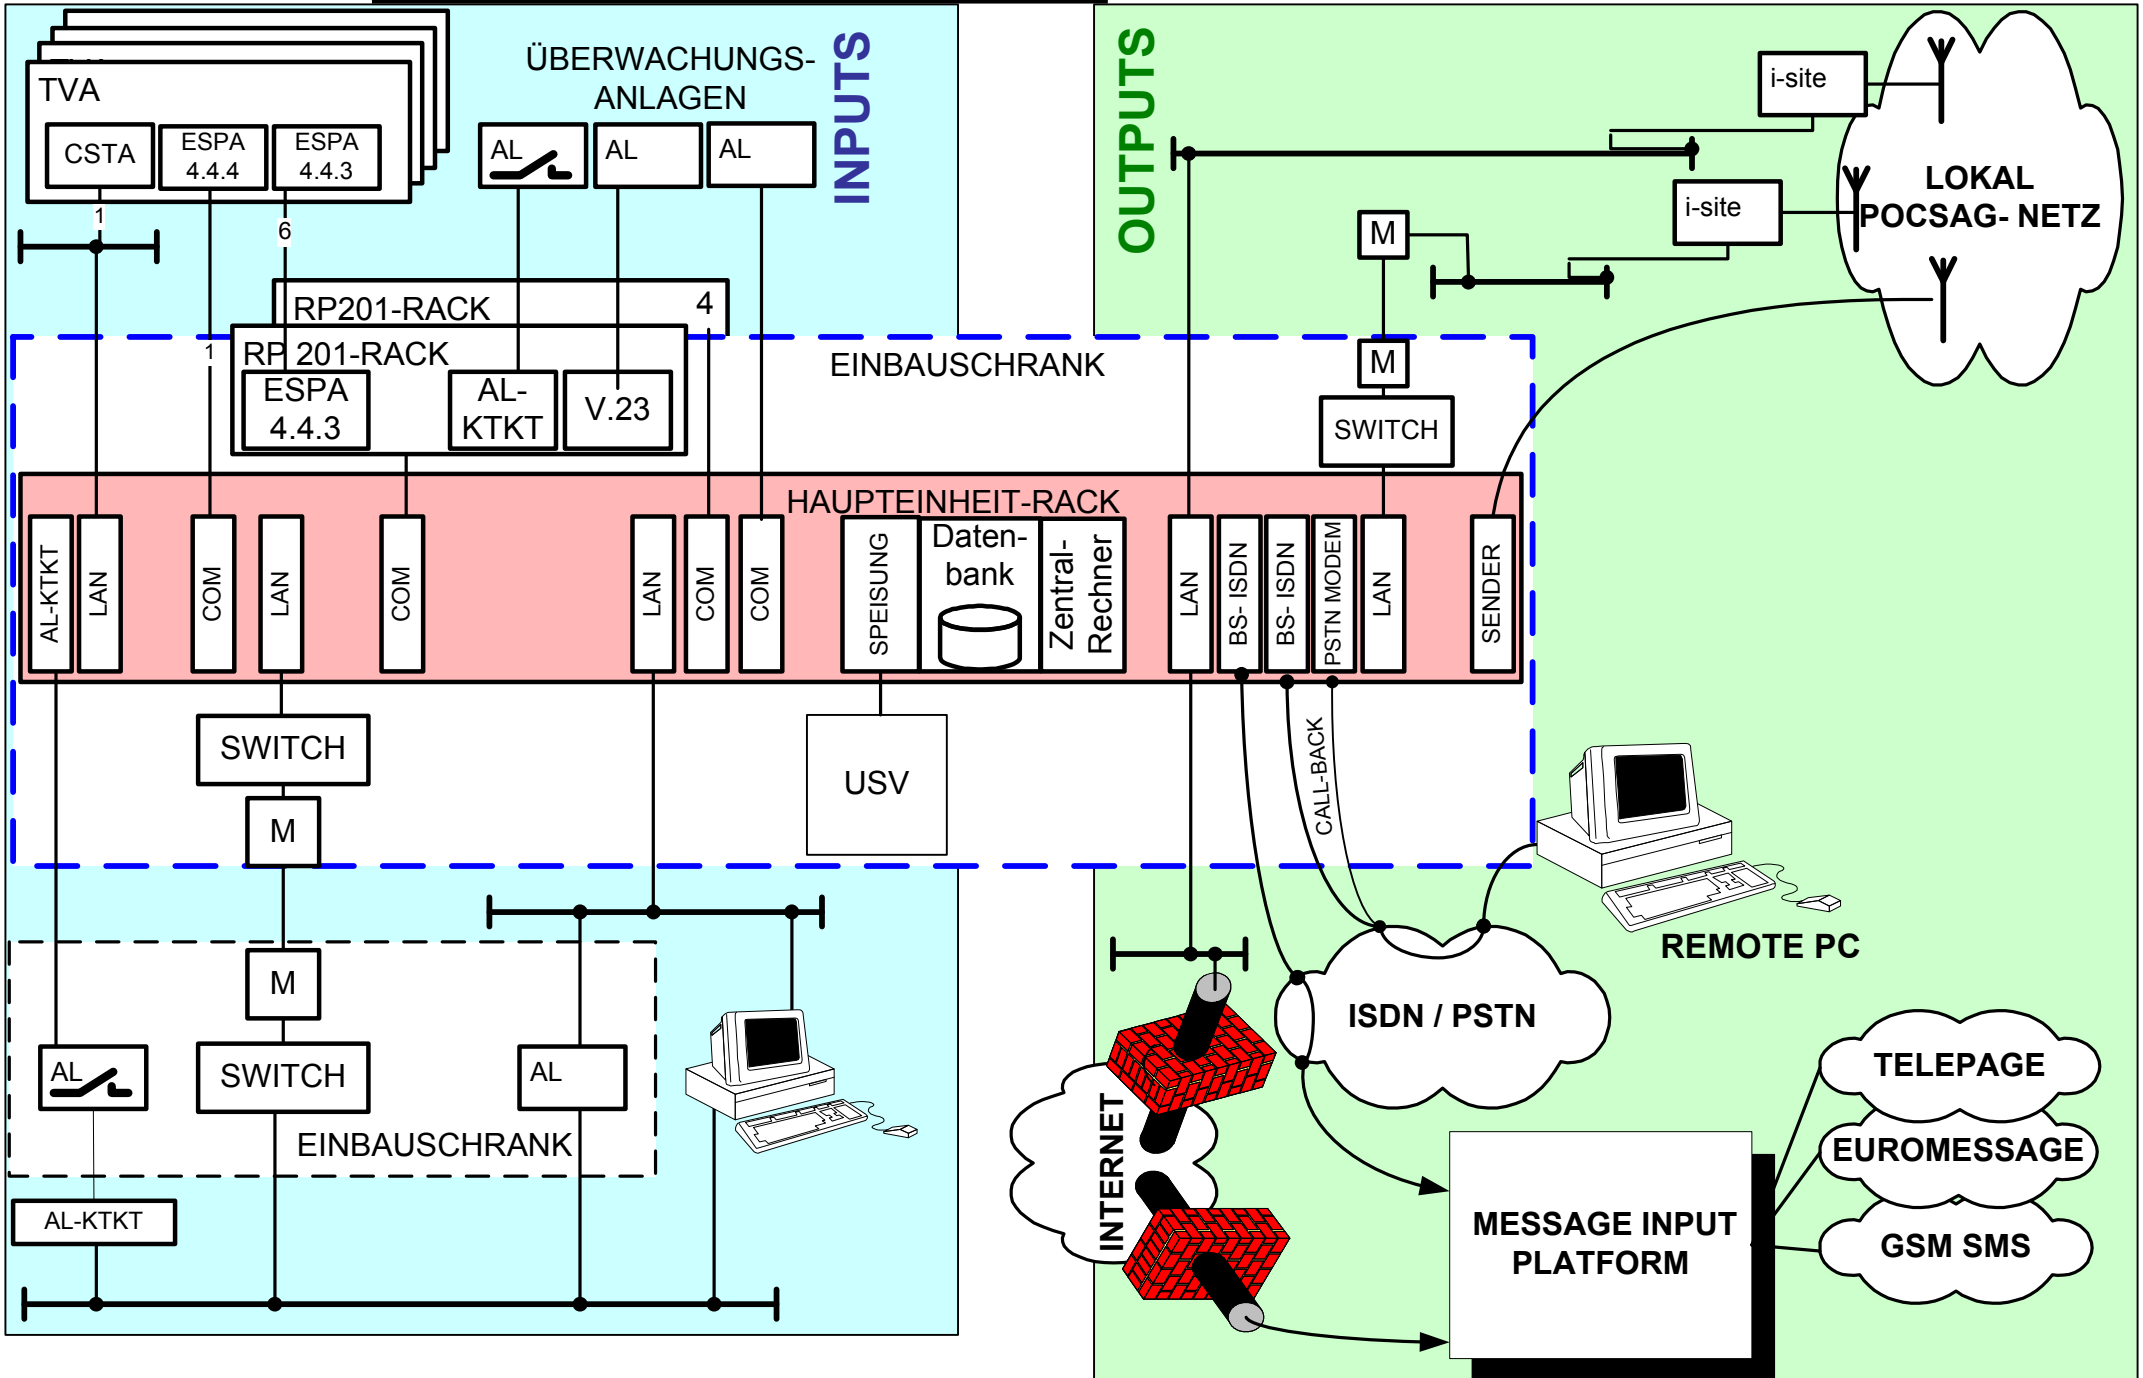 TVA
CSTA
ESPA
4.4.4
ESPA
4.4.3
1
6
ÜBERWACHUNGS-
ANLAGEN
AL
AL
AL
INPUTS
OUTPUTS
i-site
i-site
LOKAL
POCSAG- NETZ
M
M
SWITCH
RP201-RACK
4
RP 201-RACK
1
ESPA
4.4.3
AL-
KTKT
V.23
EINBAUSCHRANK
HAUPTEINHEIT-RACK
AL-KTKT
LAN
COM
LAN
COM
LAN
COM
COM
SPEISUNG
Daten-
bank
Zentral-
Rechner
LAN
BS- ISDN
BS- ISDN
PSTN MODEM
LAN
SENDER
SWITCH
M
USV
CALL-BACK
REMOTE PC
M
SWITCH
AL
AL
EINBAUSCHRANK
AL-KTKT
ISDN / PSTN
INTERNET
MESSAGE INPUT
PLATFORM
TELEPAGE
EUROMESSAGE
GSM SMS